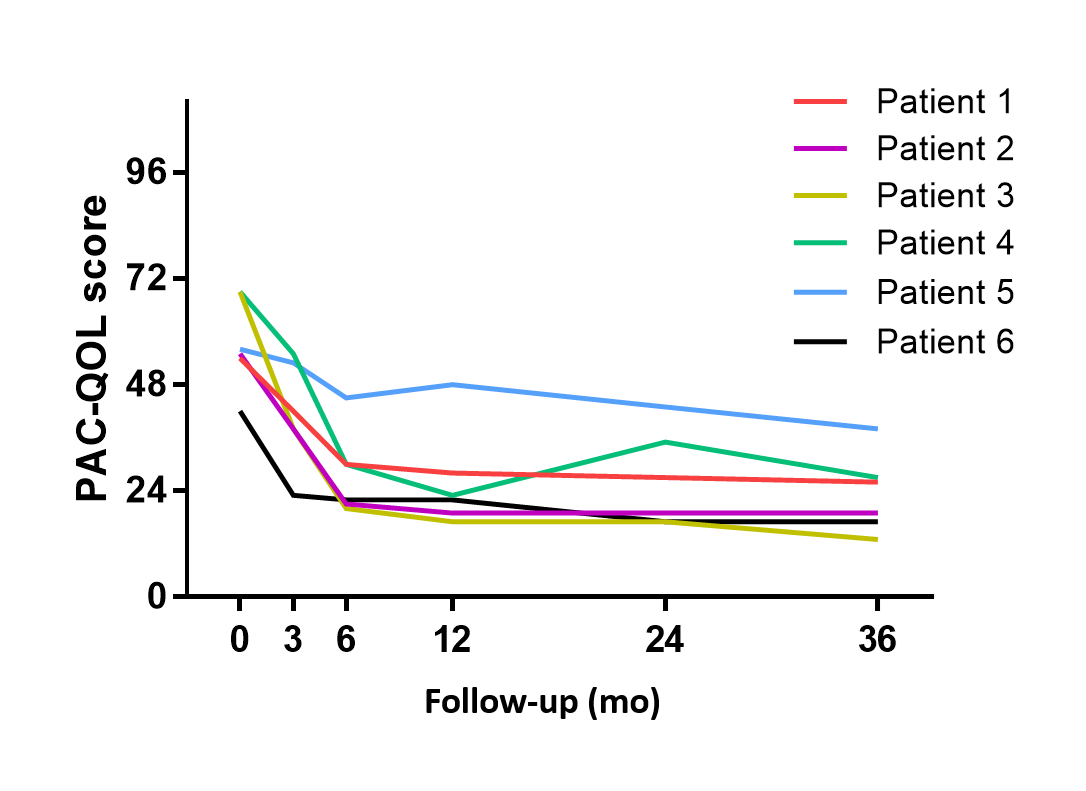 Patient 1
Patient 2
Patient 3
Patient 4
Patient 5
Patient 6
PAC-QOL score
96
72
48
24
0
0 3 6 12 24 36
Follow-up (mo)